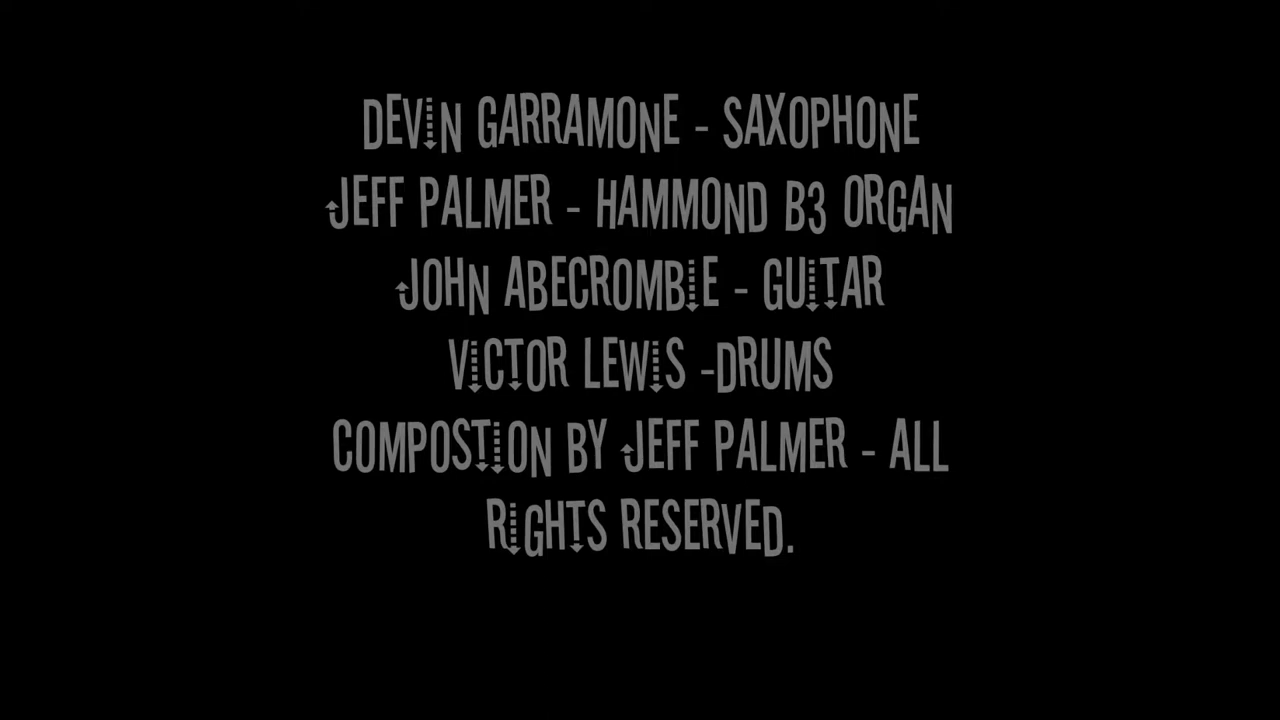 DEVIN GARRAMONE - SAXOPHONE
JEFF PALMER - HAMMOND B3 ORGAN
JOHN ABECROMBIE - GUITAR
VICTOR LEWIS -DRUMS
COMPOSTION BY JEFF PALMER - ALL
RIGHTS RESERVED.